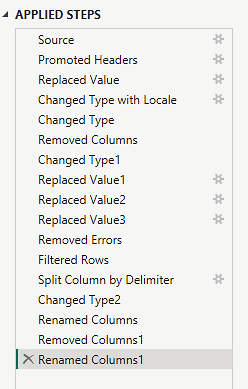 APPLIED STEPS
Source
Promoted Headers
Replaced Value
Changed Type with Locale
Changed Type
Removed Columns
Changed Type1
Replaced Value1
Replaced Value2
Replaced Value3
Removed Errors
Filtered Rows
Split Column by Delimiter
Changed Type2
Renamed Columns
Removed Columns1
Renamed Columns1